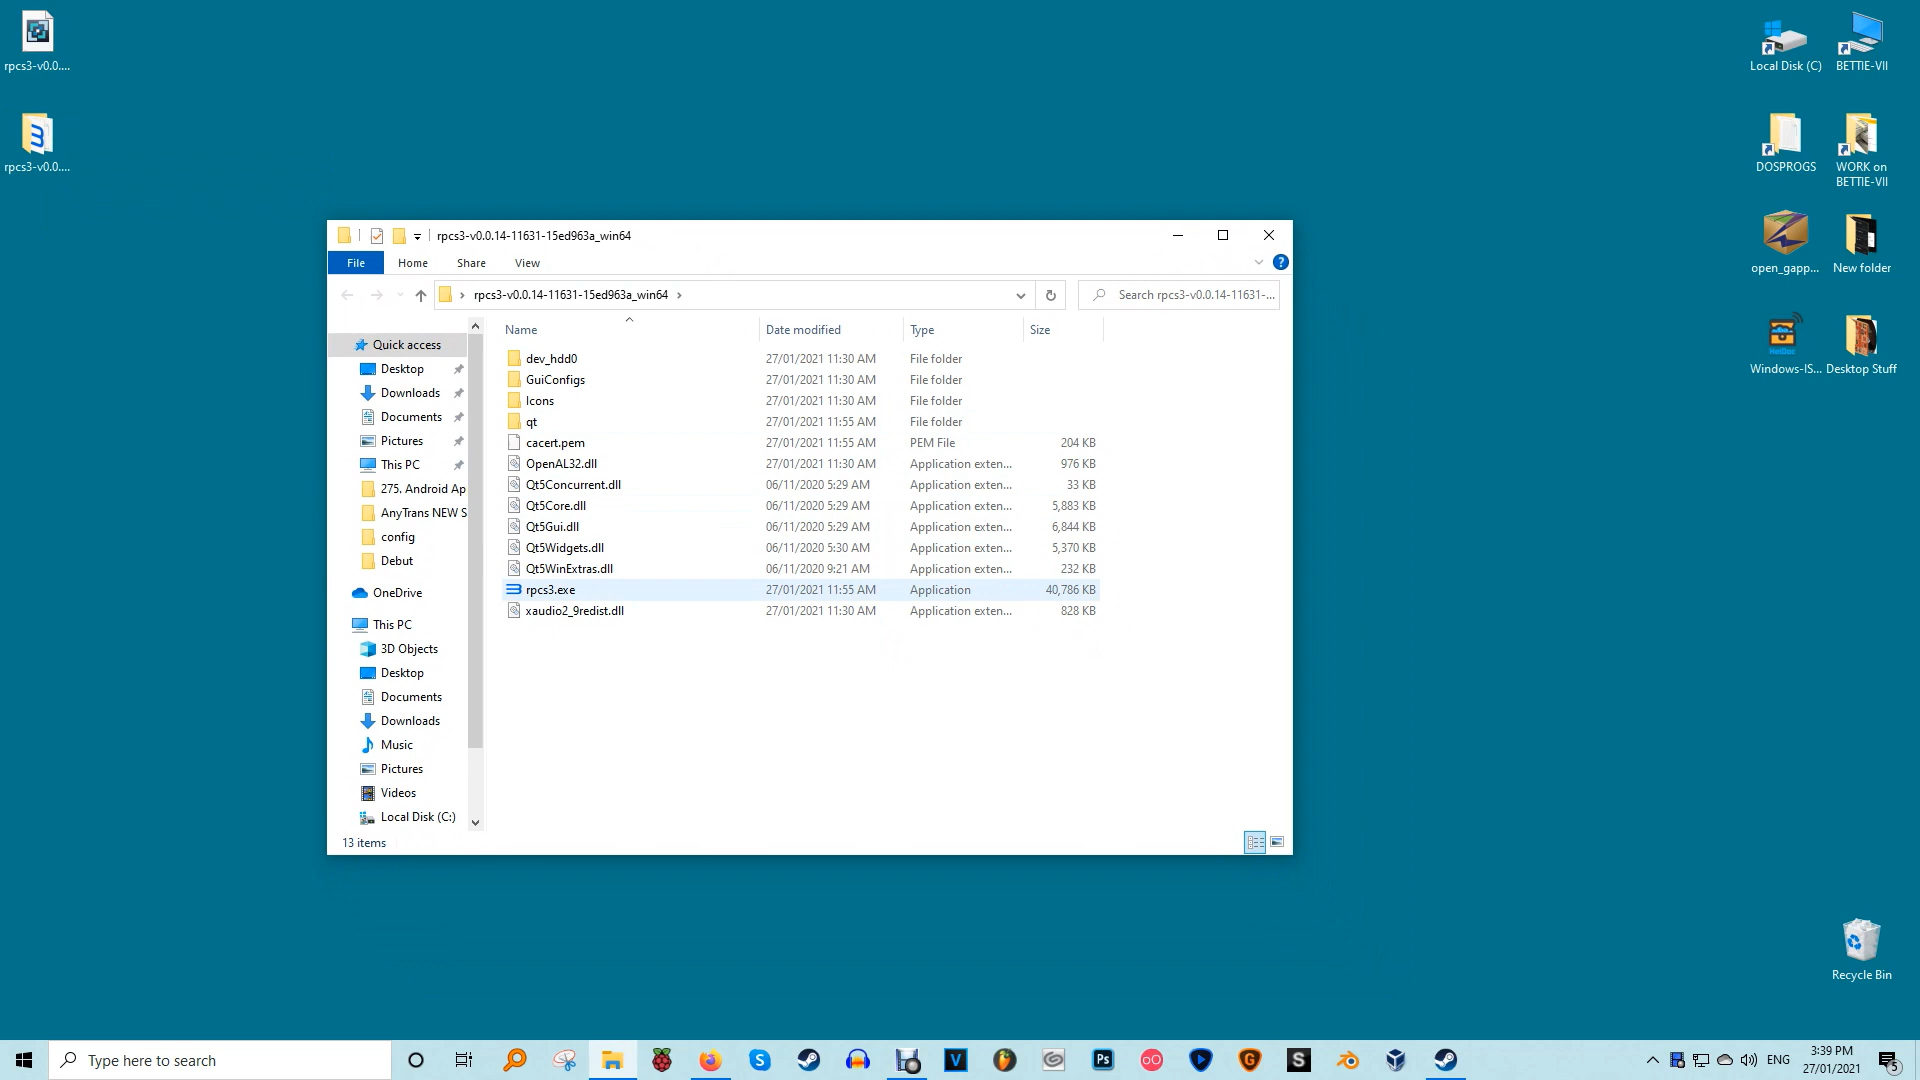 rpcs3-v0.0....
rpcs3-v0.0....
Local Disk (C)
BETTIE-VII
DOSPROGS
WORK on
BETTIE-VII
open_gapp...
New folder
Windows-IS...
Desktop Stuff
Recycle Bin
rpcs3-v0.0.14-11631-15ed963a_win64
File Home Share View
rpcs3-v0.0.14-11631-15ed963a_win64
Search rpcs3-v0.0.14-11631-...
Quick access
Desktop
Downloads
Documents
Pictures
This PC
275. Android Ap
AnyTrans NEW S
config
Debut
OneDrive
This PC
3D Objects
Desktop
Documents
Downloads
Music
Pictures
Videos
Local Disk (C:)
Name Date modified Type Size
dev_hdd0 27/01/2021 11:30 AM File folder
GuiConfigs 27/01/2021 11:30 AM File folder
Icons 27/01/2021 11:30 AM File folder
qt 27/01/2021 11:55 AM File folder
cacert.pem 27/01/2021 11:55 AM PEM File 204 KB
OpenAL32.dll 27/01/2021 11:30 AM Application exten... 976 KB
Qt5Concurrent.dll 06/11/2020 5:29 AM Application exten... 33 KB
Qt5Core.dll 06/11/2020 5:29 AM Application exten... 5,883 KB
Qt5Gui.dll 06/11/2020 5:29 AM Application exten... 6,844 KB
Qt5Widgets.dll 06/11/2020 5:30 AM Application exten... 5,370 KB
Qt5WinExtras.dll 06/11/2020 9:21 AM Application exten... 232 KB
rpcs3.exe 27/01/2021 11:55 AM Application 40,786 KB
xaudio2_9redist.dll 27/01/2021 11:30 AM Application exten... 828 KB
13 items
Type here to search
Ps
ENG
3:39 PM
27/01/2021
5